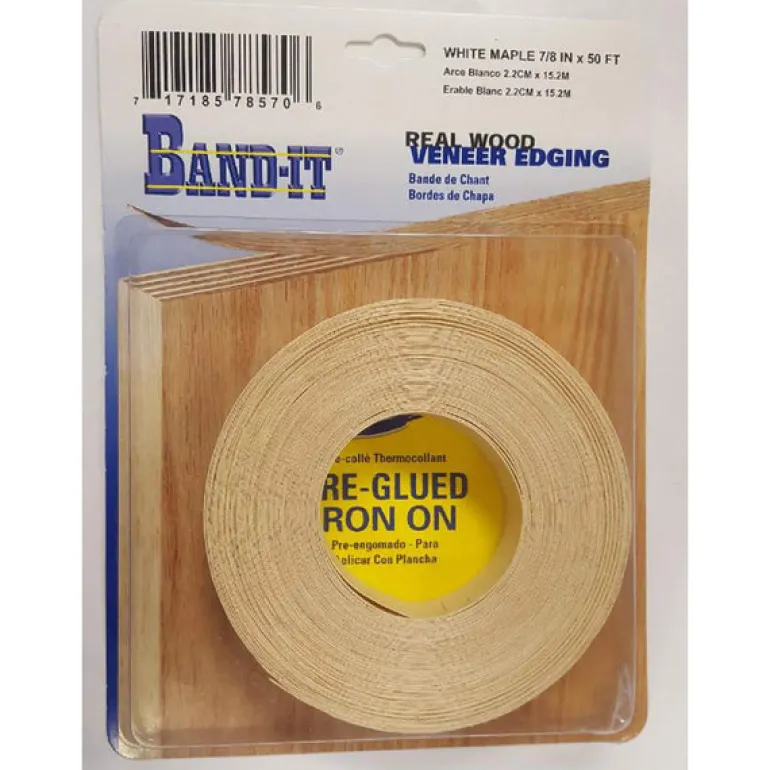 WHITE MAPLE 7/8 IN x 50 FT
Arce Blanco 2.2CM x 15.2M
Erable Blanc 2.2CM x 15.2M
7 17185 78570 6
BAND-IT®
REAL WOOD
VENEER EDGING
Bande de Chant
Bordes de Chapa
e-collé Thermocollant
RE-GLUED
RON ON
Pre-engomado - Para
plicar Con Plancha